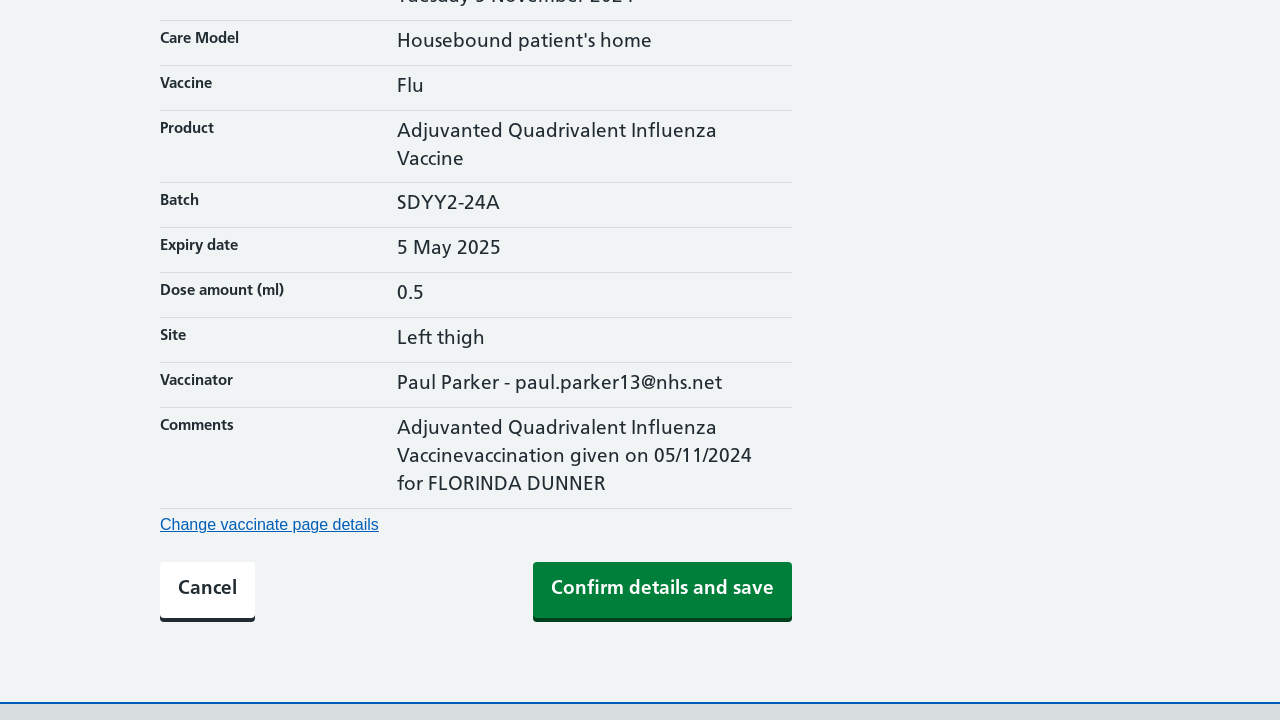 Care Model
Housebound patient's home
Vaccine
Flu
Product
Adjuvanted Quadrivalent Influenza
Vaccine
Batch
SDYY2-24A
Expiry date
5 May 2025
Dose amount (ml)
0.5
Site
Left thigh
Vaccinator
Paul Parker - paul.parker13@nhs.net
Comments
Adjuvanted Quadrivalent Influenza
Vaccinevaccination given on 05/11/2024
for FLORINDA DUNNER
Change vaccinate page details
Cancel
Confirm details and save